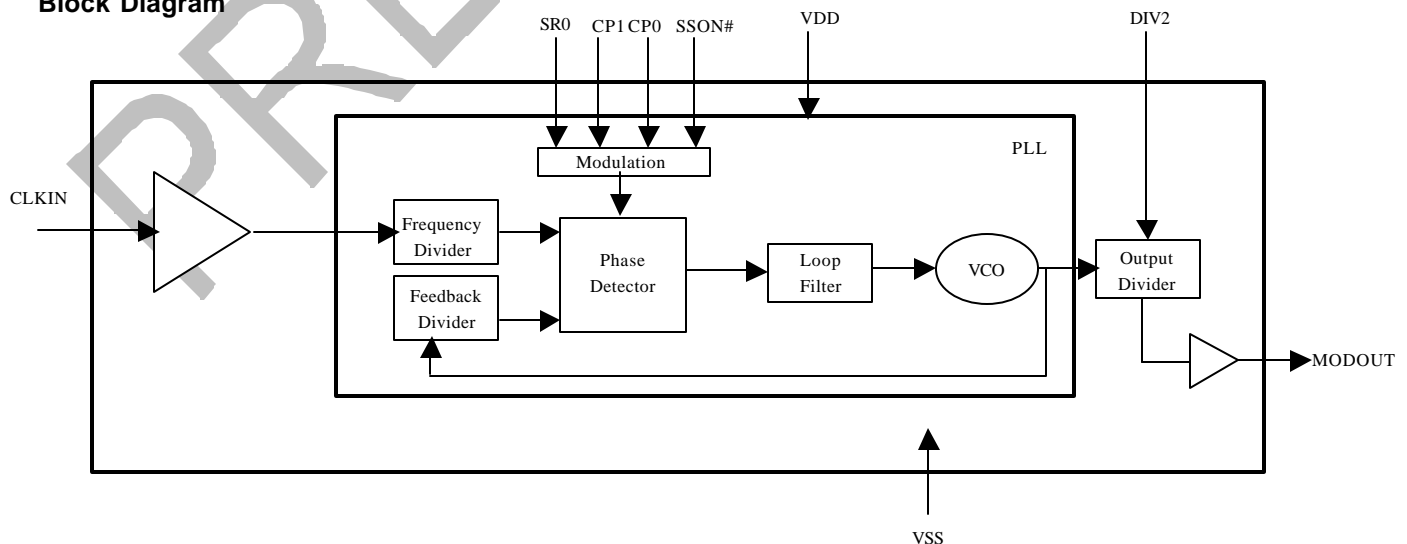 Block Diagram
SR0 CP1 CP0 SSON# VDD DIV2
Modulation
PLL
CLKIN
Frequency
Divider
Phase
Detector
Loop
Filter
VCO
Output
Divider
Feedback
Divider
MODOUT
VSS